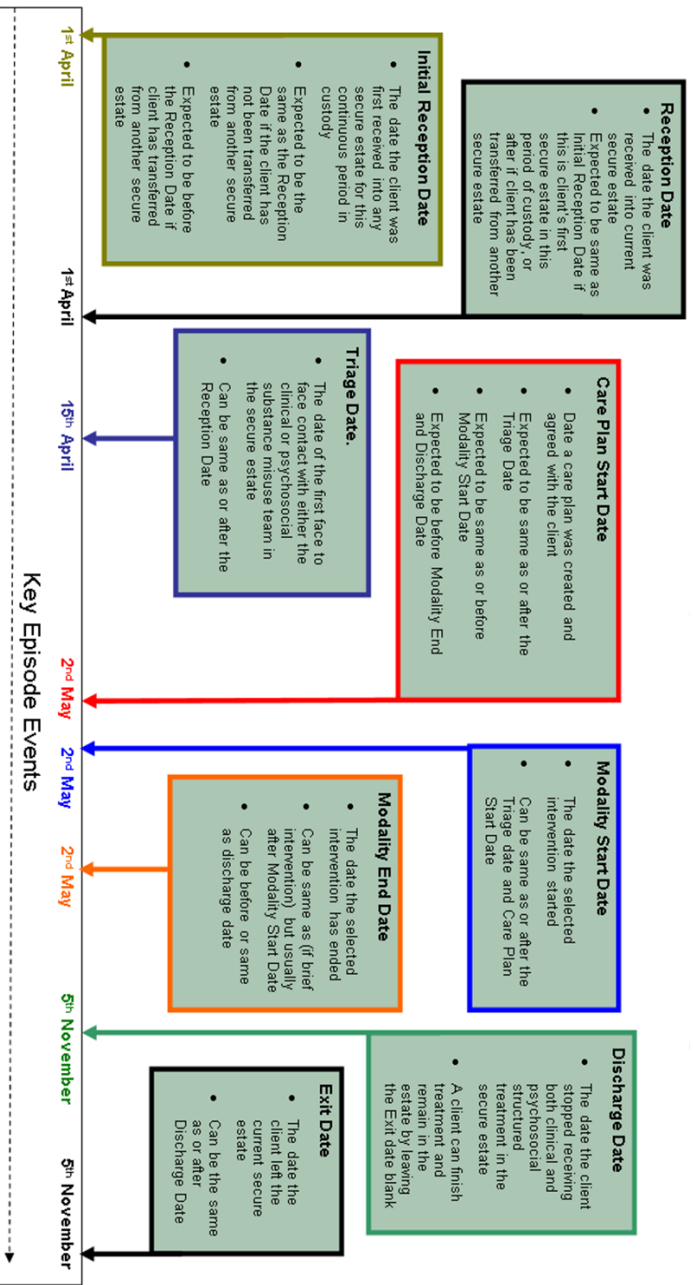 Reception Date
• The date the client was
received into current
secure estate
• Expected to be same as
Initial Reception Date if
this is client's first
secure estate in this
period of custody, or
after if client has been
transferred from another
secure estate
Initial Reception Date
• The date the client was
first received into any
secure estate for this
continuous period in
custody
• Expected to be the
same as the Reception
Date if the client has
not been transferred
from another secure
estate
• Expected to be before
the Reception Date if
client has transferred
from another secure
estate
Care Plan Start Date
• Date a care plan was created and
agreed with the client
• Expected to be same as or after the
Triage Date
• Expected to be same as or before
Modality Start Date
• Expected to be before Modality End
and Discharge Date
Triage Date.
• The date of the first face to
face contact with either the
clinical or psychosocial
substance misuse team in
the secure estate
• Can be same as or after the
Reception Date
Modality Start Date
• The date the selected
intervention started
• Can be same as or after the
Triage date and Care Plan
Start Date
Modality End Date
• The date the selected
intervention has ended
• Can be same as (if brief
intervention) but usually
after Modality Start Date
• Can be before or same
as discharge date
Discharge Date
• The date the client
stopped receiving
both clinical and
psychosocial
structured
treatment in the
secure estate
• A client can finish
treatment and
remain in the
estate by leaving
the Exit date blank
Exit Date
• The date the
client left the
current secure
estate
• Can be the same
as or after
Discharge Date
1st April
1st April
15th April
2nd May
2nd May
2nd May
5th November
5th November
Key Episode Events